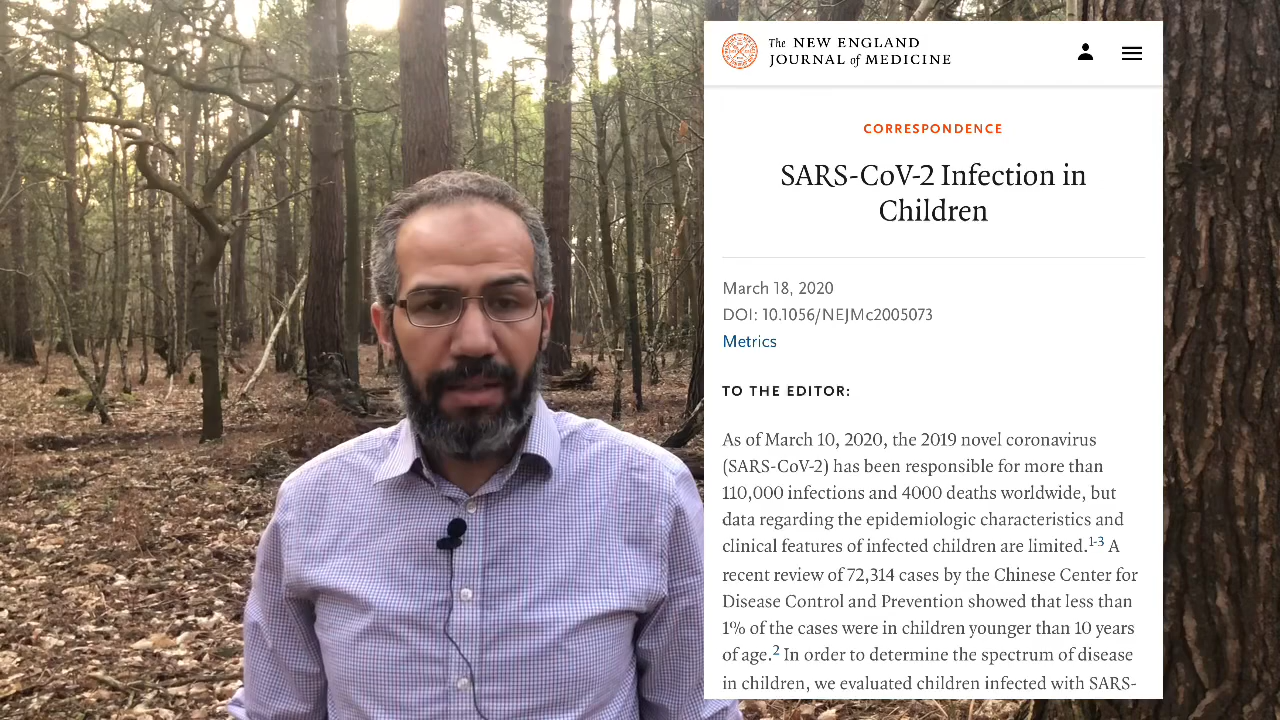 The NEW ENGLAND
JOURNAL of MEDICINE
CORRESPONDENCE
SARS-CoV-2 Infection in
Children
March 18, 2020
DOI: 10.1056/NEJMc2005073
Metrics
TO THE EDITOR:
As of March 10, 2020, the 2019 novel coronavirus
(SARS-CoV-2) has been responsible for more than
110,000 infections and 4000 deaths worldwide, but
data regarding the epidemiologic characteristics and
clinical features of infected children are limited.1-3 A
recent review of 72,314 cases by the Chinese Center for
Disease Control and Prevention showed that less than
1% of the cases were in children younger than 10 years
of age.2 In order to determine the spectrum of disease
in children, we evaluated children infected with SARS-